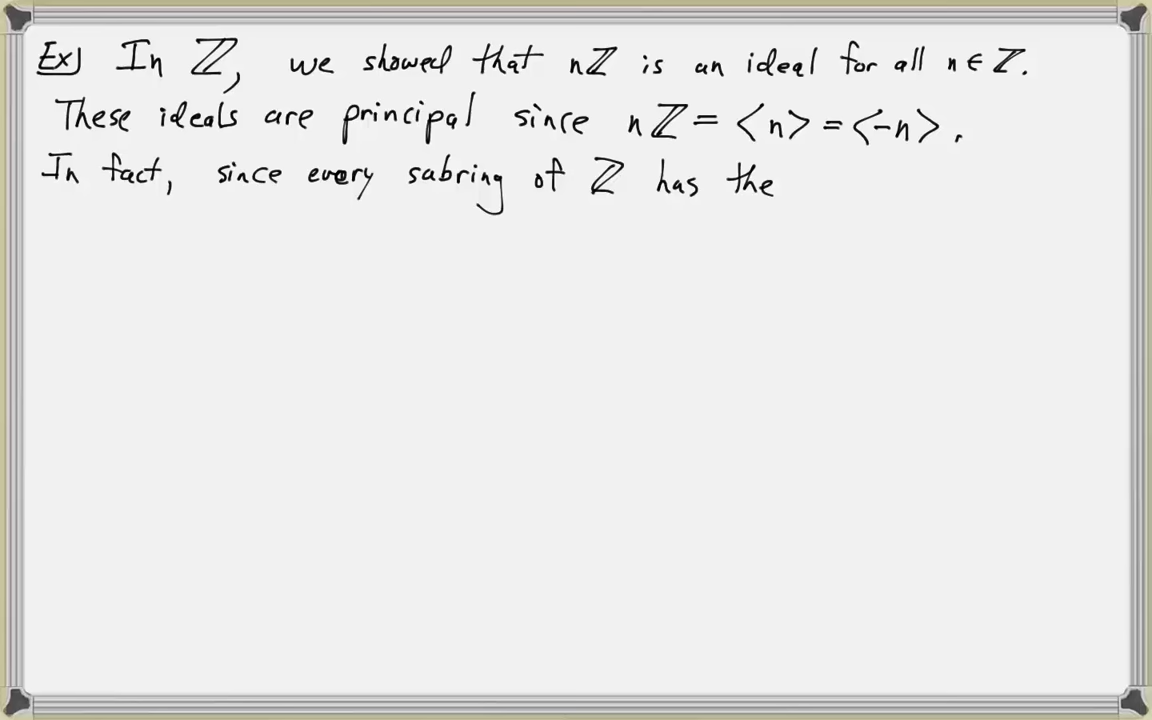 Ex) In ℤ, we showed that nℤ is an ideal for all n ∈ ℤ.
These ideals are principal since nℤ = <n> = <-n>.
In fact, since every subring of ℤ has the